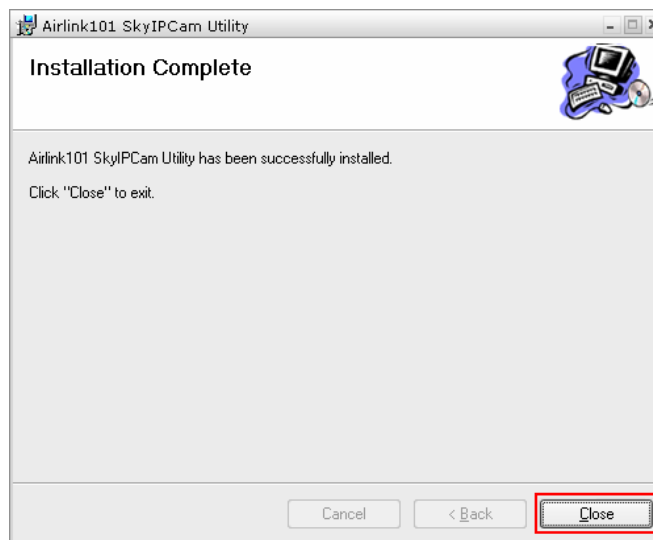 Airlink101 SkyIPCam Utility
Installation Complete
Airlink101 SkyIPCam Utility has been successfully installed.
Click "Close" to exit.
Cancel
< Back
Close